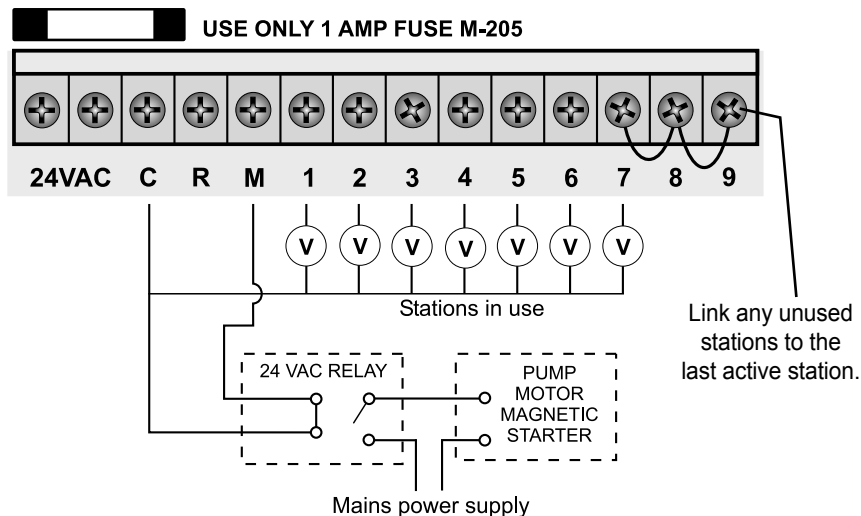 USE ONLY 1 AMP FUSE M-205
24VAC C R M 1 2 3 4 5 6 7 8 9
V V V V V V V
Stations in use
Link any unused
stations to the
last active station.
24 VAC RELAY
PUMP
MOTOR
MAGNETIC
STARTER
Mains power supply